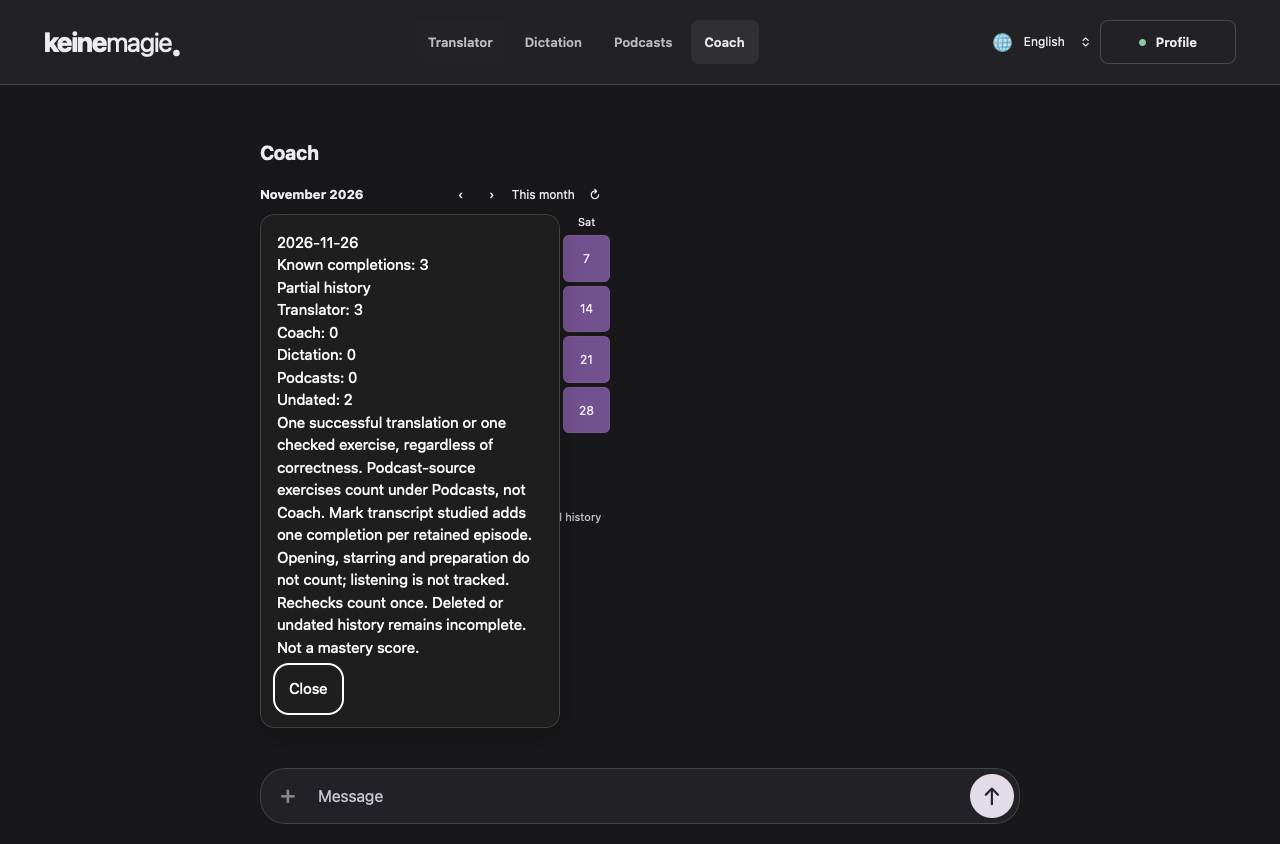 keinemagie.
Translator
Dictation
Podcasts
Coach
English
Profile
Coach
November 2026
This month
Sat
7
14
21
28
2026-11-26
Known completions: 3
Partial history
Translator: 3
Coach: 0
Dictation: 0
Podcasts: 0
Undated: 2
One successful translation or one
checked exercise, regardless of
correctness. Podcast-source
exercises count under Podcasts, not
Coach. Mark transcript studied adds
one completion per retained episode.
Opening, starring and preparation do
not count; listening is not tracked.
Rechecks count once. Deleted or
undated history remains incomplete.
Not a mastery score.
Close
history
Message